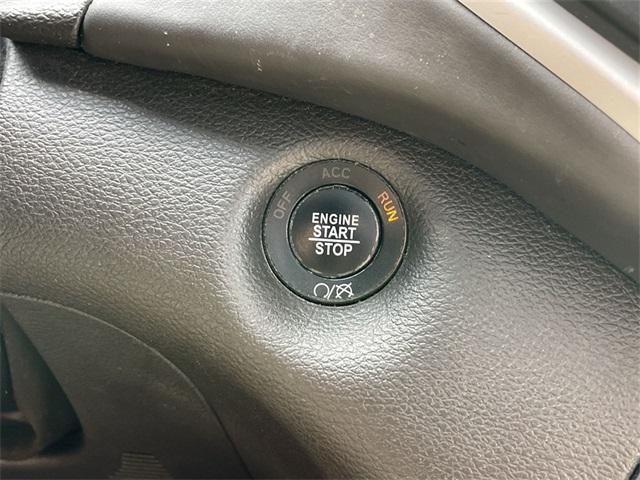 OFF
ACC
RUN
ENGINE
START
STOP